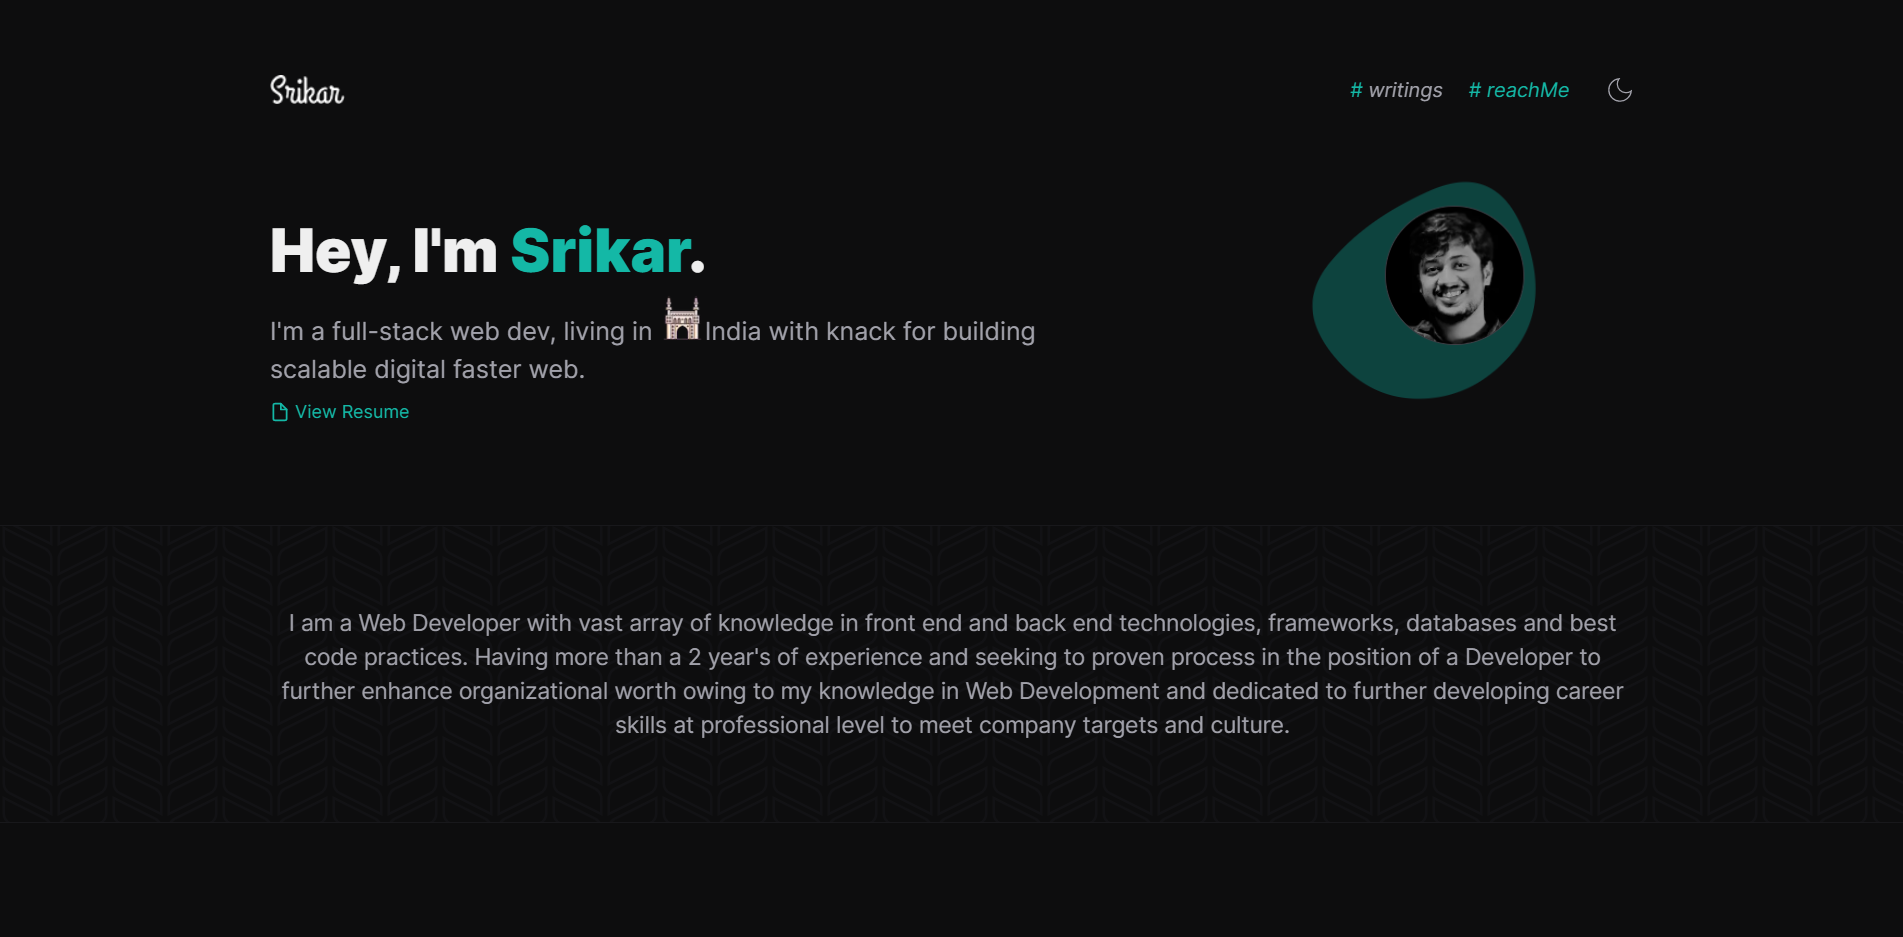 Srikar
# writings # reachMe
Hey, I'm Srikar.
I'm a full-stack web dev, living in India with knack for building
scalable digital faster web.
View Resume
I am a Web Developer with vast array of knowledge in front end and back end technologies, frameworks, databases and best
code practices. Having more than a 2 year's of experience and seeking to proven process in the position of a Developer to
further enhance organizational worth owing to my knowledge in Web Development and dedicated to further developing career
skills at professional level to meet company targets and culture.